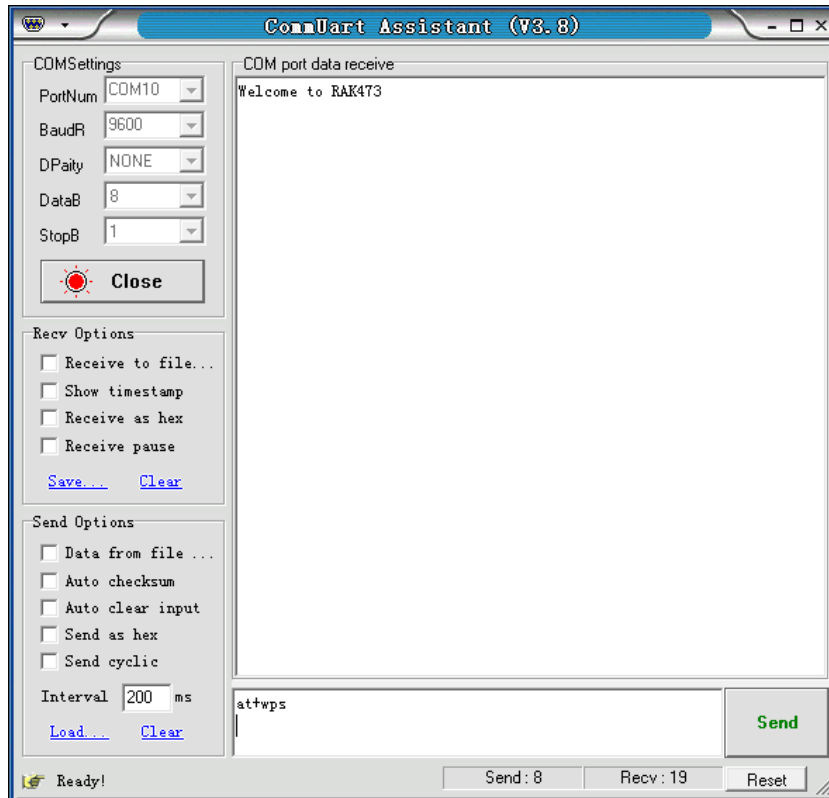 CommUart Assistant (V3.8)
COMSettings
PortNum COM10
BaudR 9600
DPaity NONE
DataB 8
StopB 1
Close
Recv Options
Receive to file...
Show timestamp
Receive as hex
Receive pause
Save... Clear
Send Options
Data from file ...
Auto checksum
Auto clear input
Send as hex
Send cyclic
Interval 200 ms
Load... Clear
COM port data receive
Welcome to RAK473
at+wps
Send
Ready!
Send : 8
Recv : 19
Reset